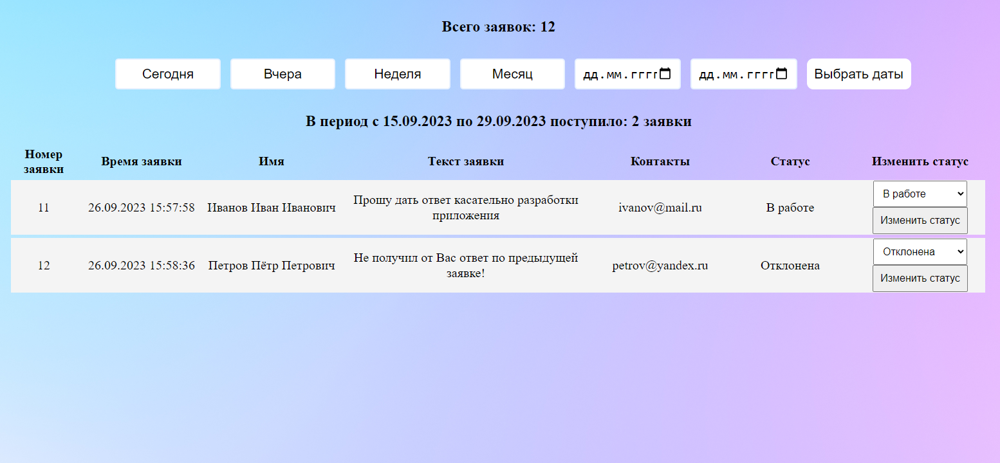 Всего заявок: 12
Сегодня
Вчера
Неделя
Месяц
дд.мм.гггг
дд.мм.гггг
Выбрать даты
В период с 15.09.2023 по 29.09.2023 поступило: 2 заявки
Номер
заявки
Время заявки
Имя
Текст заявки
Контакты
Статус
Изменить статус
11
26.09.2023 15:57:58
Иванов Иван Иванович
Прошу дать ответ касательно разработки
приложения
ivanov@mail.ru
В работе
В работе
Изменить статус
12
26.09.2023 15:58:36
Петров Пётр Петрович
Не получил от Вас ответ по предыдущей
заявке!
petrov@yandex.ru
Отклонена
Отклонена
Изменить статус